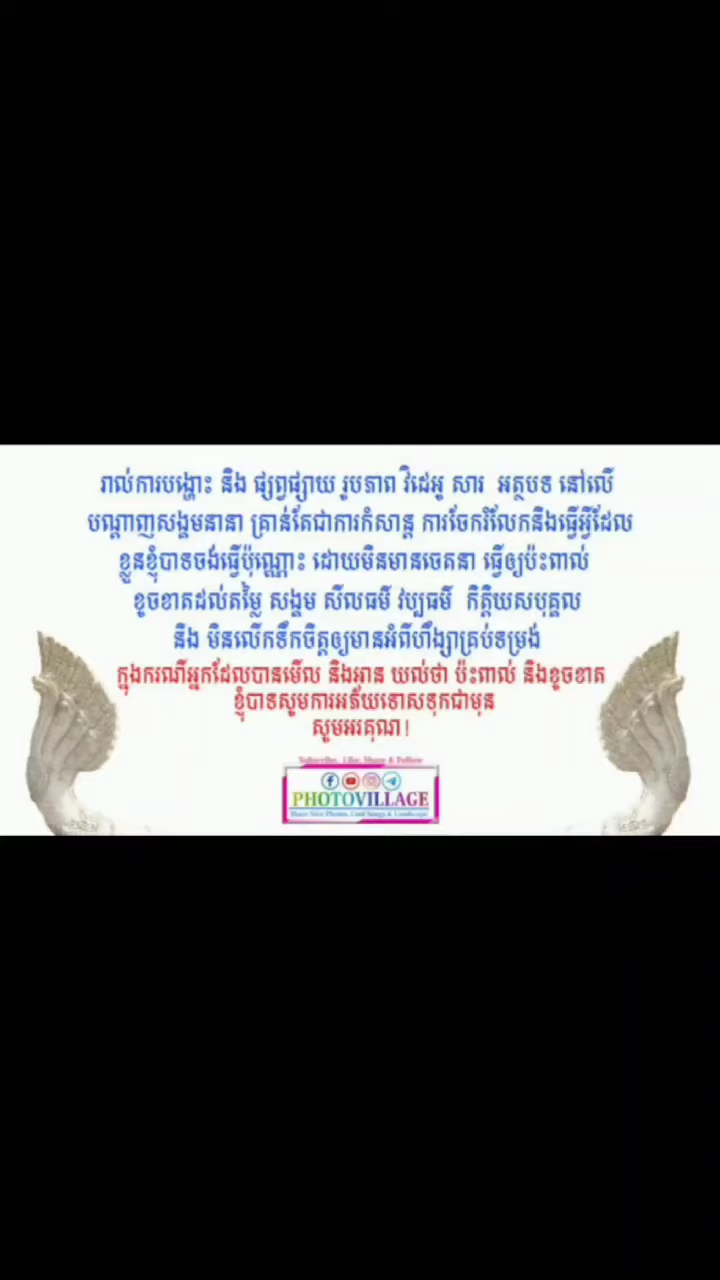 រាល់ការបង្ហោះ និង ផ្សព្វផ្សាយ រូបភាព វិដេអូ សារ អត្ថបទ នៅលើ
បណ្តាញសង្គមនានា គ្រាន់តែជាការកំសាន្ត ការចែករំលែកនិងធ្វើអ្វីដែល
ខ្លួនខ្ញុំបាទចង់ធ្វើប៉ុណ្ណោះ ដោយមិនមានចេតនា ធ្វើឲ្យប៉ះពាល់
ខូចខាតដល់តម្លៃ សង្គម សីលធម៌ វប្បធម៌ កិត្តិយសបុគ្គល
និង មិនលើកទឹកចិត្តឲ្យមានអំពីហឹង្សាគ្រប់ទម្រង់
ក្នុងករណីអ្នកដែលបានមើល និងអាន យល់ថា ប៉ះពាល់ និងខូចខាត
ខ្ញុំបាទសូមការអភ័យទោសទុកជាមុន
សូមអរគុណ!
Subscribe, Like, Share & Follow
PHOTOVILLAGE